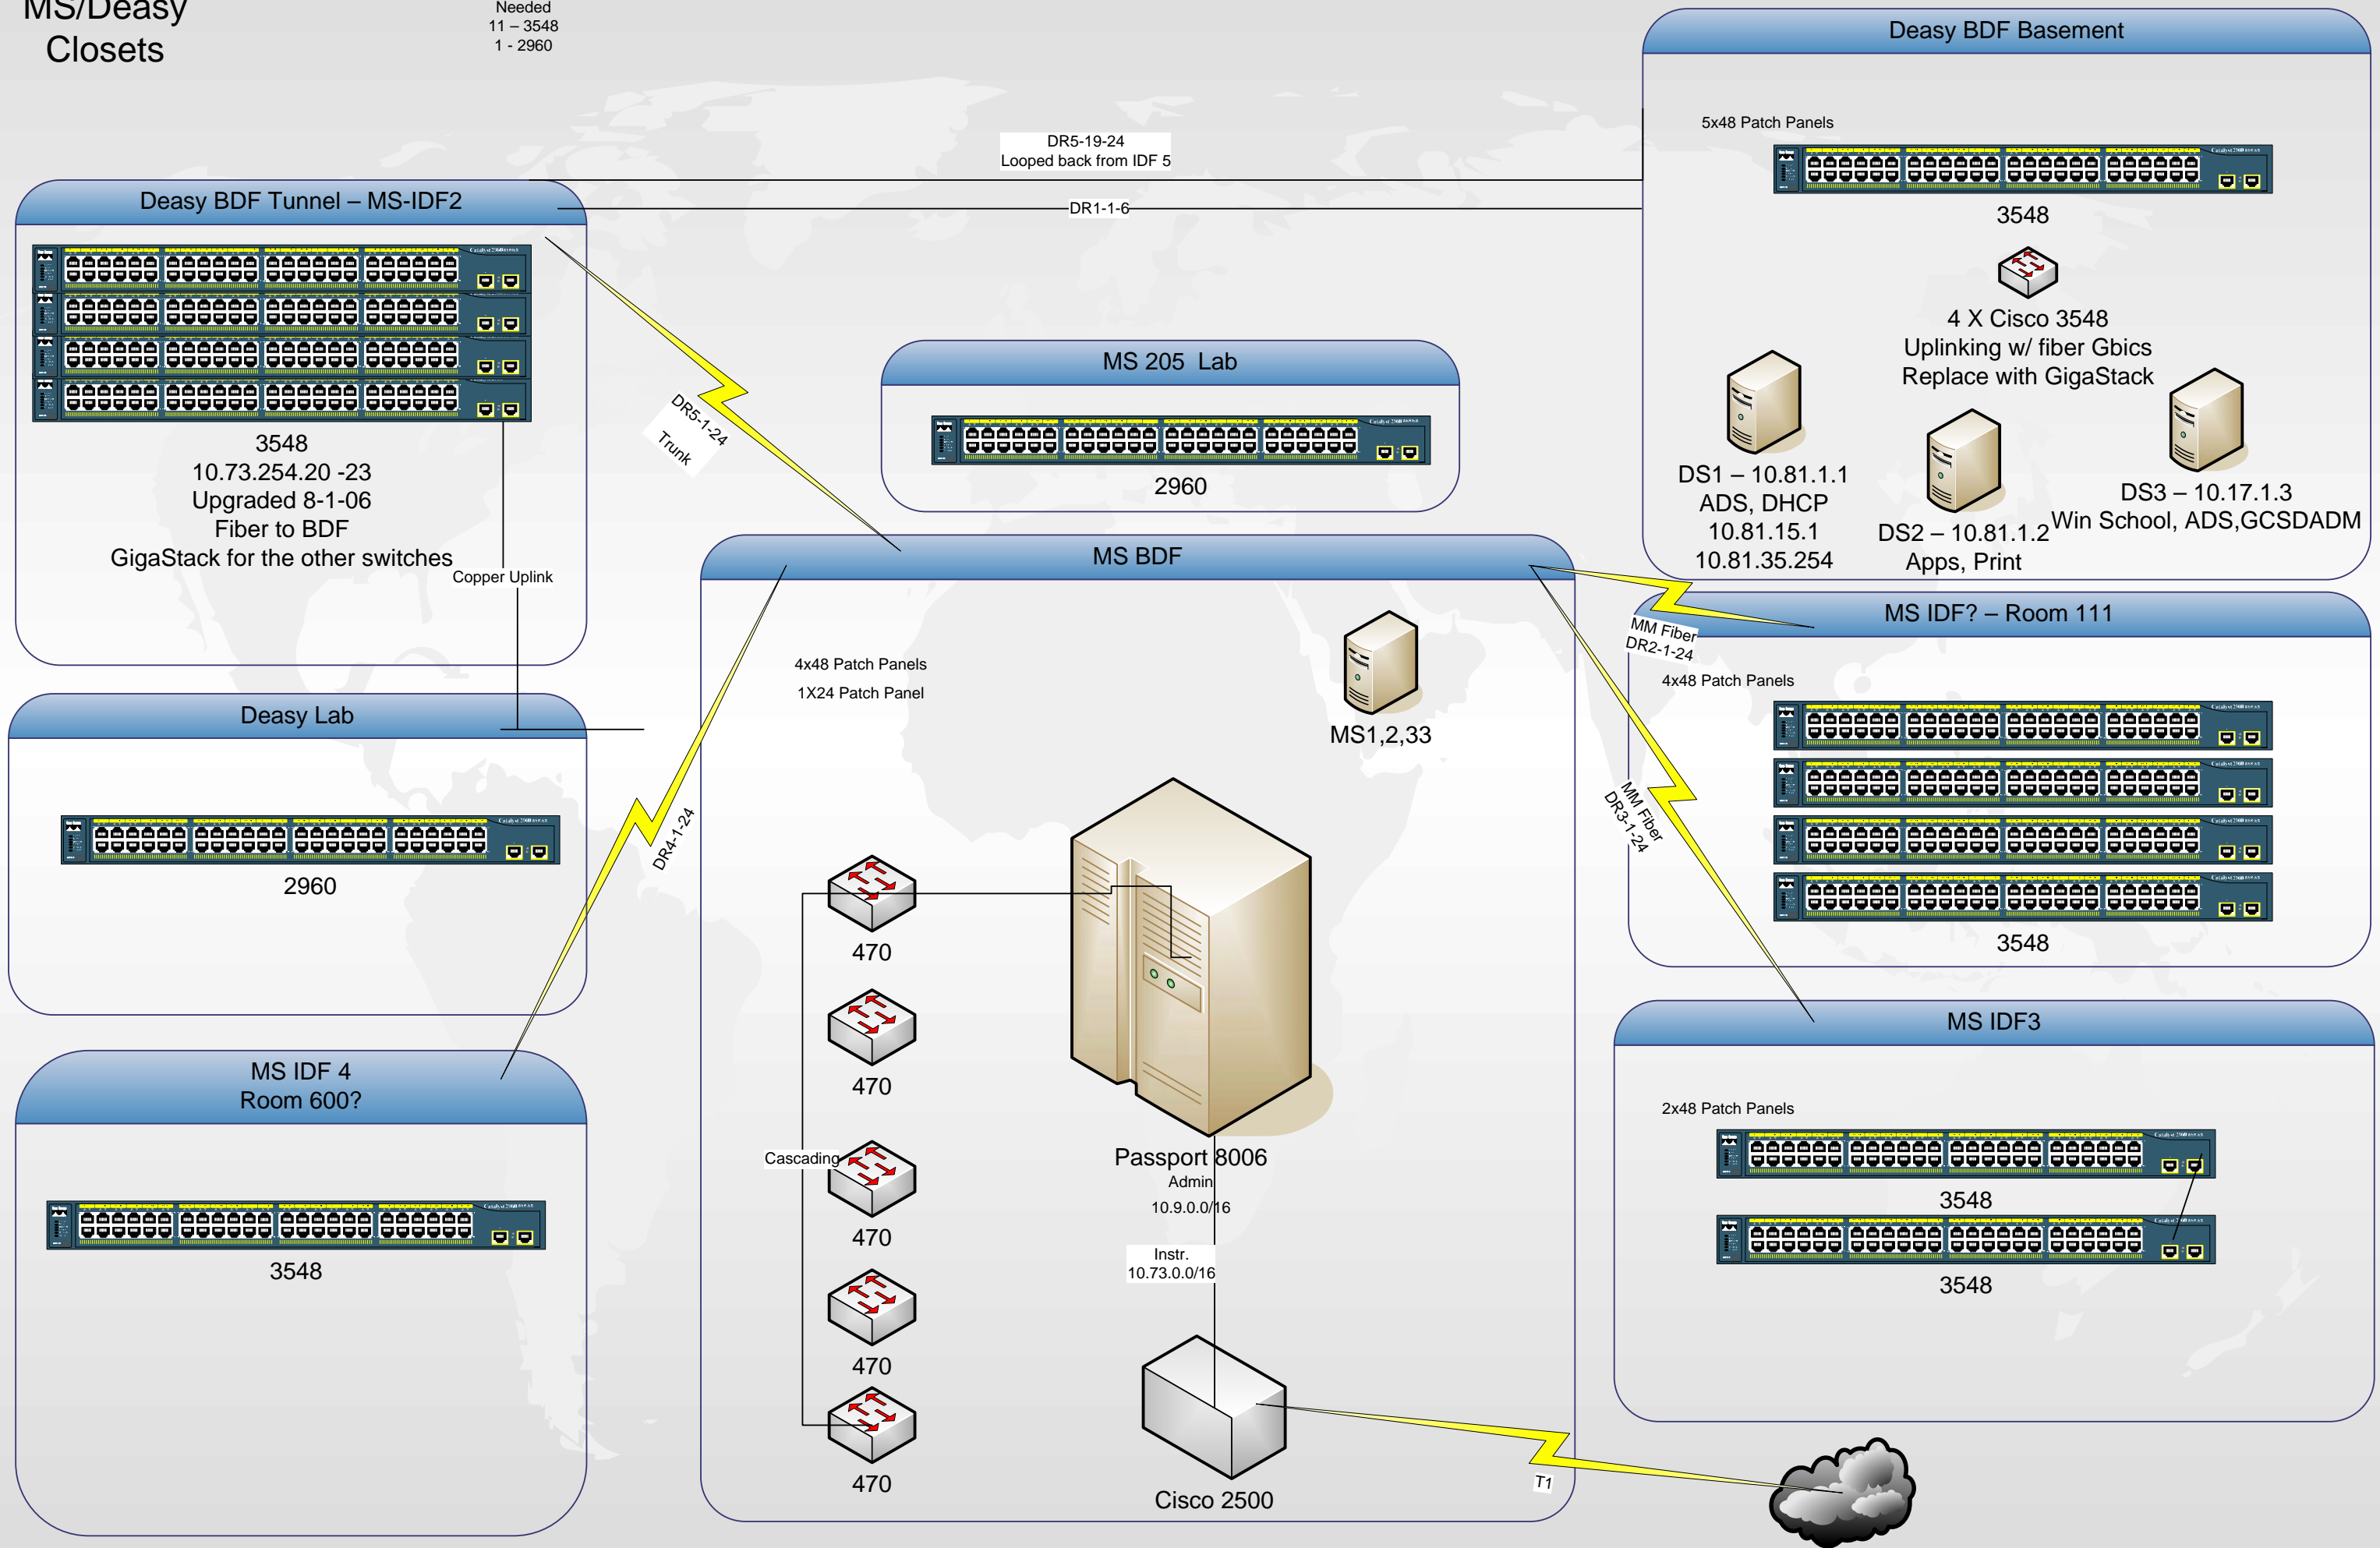 MS/Deasy
Closets
Needed
11 – 3548
1 - 2960
DR5-19-24
Looped back from IDF 5
DR1-1-6
Deasy BDF Tunnel – MS-IDF2
3548
10.73.254.20 -23
Upgraded 8-1-06
Fiber to BDF
GigaStack for the other switches
Copper Uplink
DR5-1-24
Trunk
MS 205 Lab
2960
Deasy BDF Basement
5x48 Patch Panels
3548
4 X Cisco 3548
Uplinking w/ fiber Gbics
Replace with GigaStack
DS1 – 10.81.1.1
ADS, DHCP
10.81.15.1
10.81.35.254
DS2 – 10.81.1.2
Apps, Print
DS3 – 10.17.1.3
Win School, ADS,GCSDADM
Deasy Lab
2960
MS IDF 4
Room 600?
3548
DR4-1-24
MS BDF
4x48 Patch Panels
1X24 Patch Panel
MS1,2,33
470
470
470
470
470
Cascading
Passport 8006
Admin
10.9.0.0/16
Instr.
10.73.0.0/16
Cisco 2500
T1
MM Fiber
DR2-1-24
MM Fiber
DR3-1-24
MS IDF? – Room 111
4x48 Patch Panels
3548
MS IDF3
2x48 Patch Panels
3548
3548